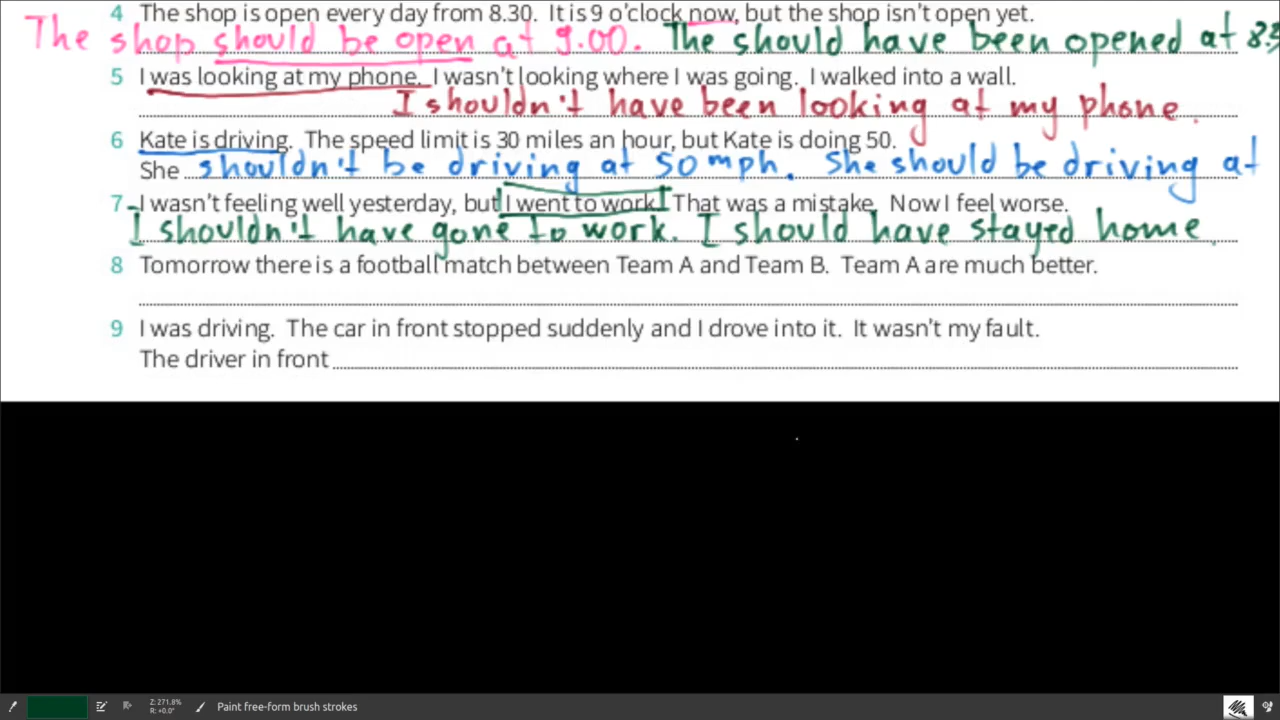 4 The shop is open every day from 8.30. It is 9 o'clock now, but the shop isn't open yet.
The shop should be open at 9.00. The should have been opened at 8:3
5 I was looking at my phone. I wasn't looking where I was going. I walked into a wall.
I shouldn't have been looking at my phone.
6 Kate is driving. The speed limit is 30 miles an hour, but Kate is doing 50.
She shouldn't be driving at 50 mph. She should be driving at
7 I wasn't feeling well yesterday, but I went to work. That was a mistake. Now I feel worse.
I shouldn't have gone to work. I should have stayed home.
8 Tomorrow there is a football match between Team A and Team B. Team A are much better.
9 I was driving. The car in front stopped suddenly and I drove into it. It wasn't my fault.
The driver in front
Z: 271.8%
R: +0.0°
Paint free-form brush strokes